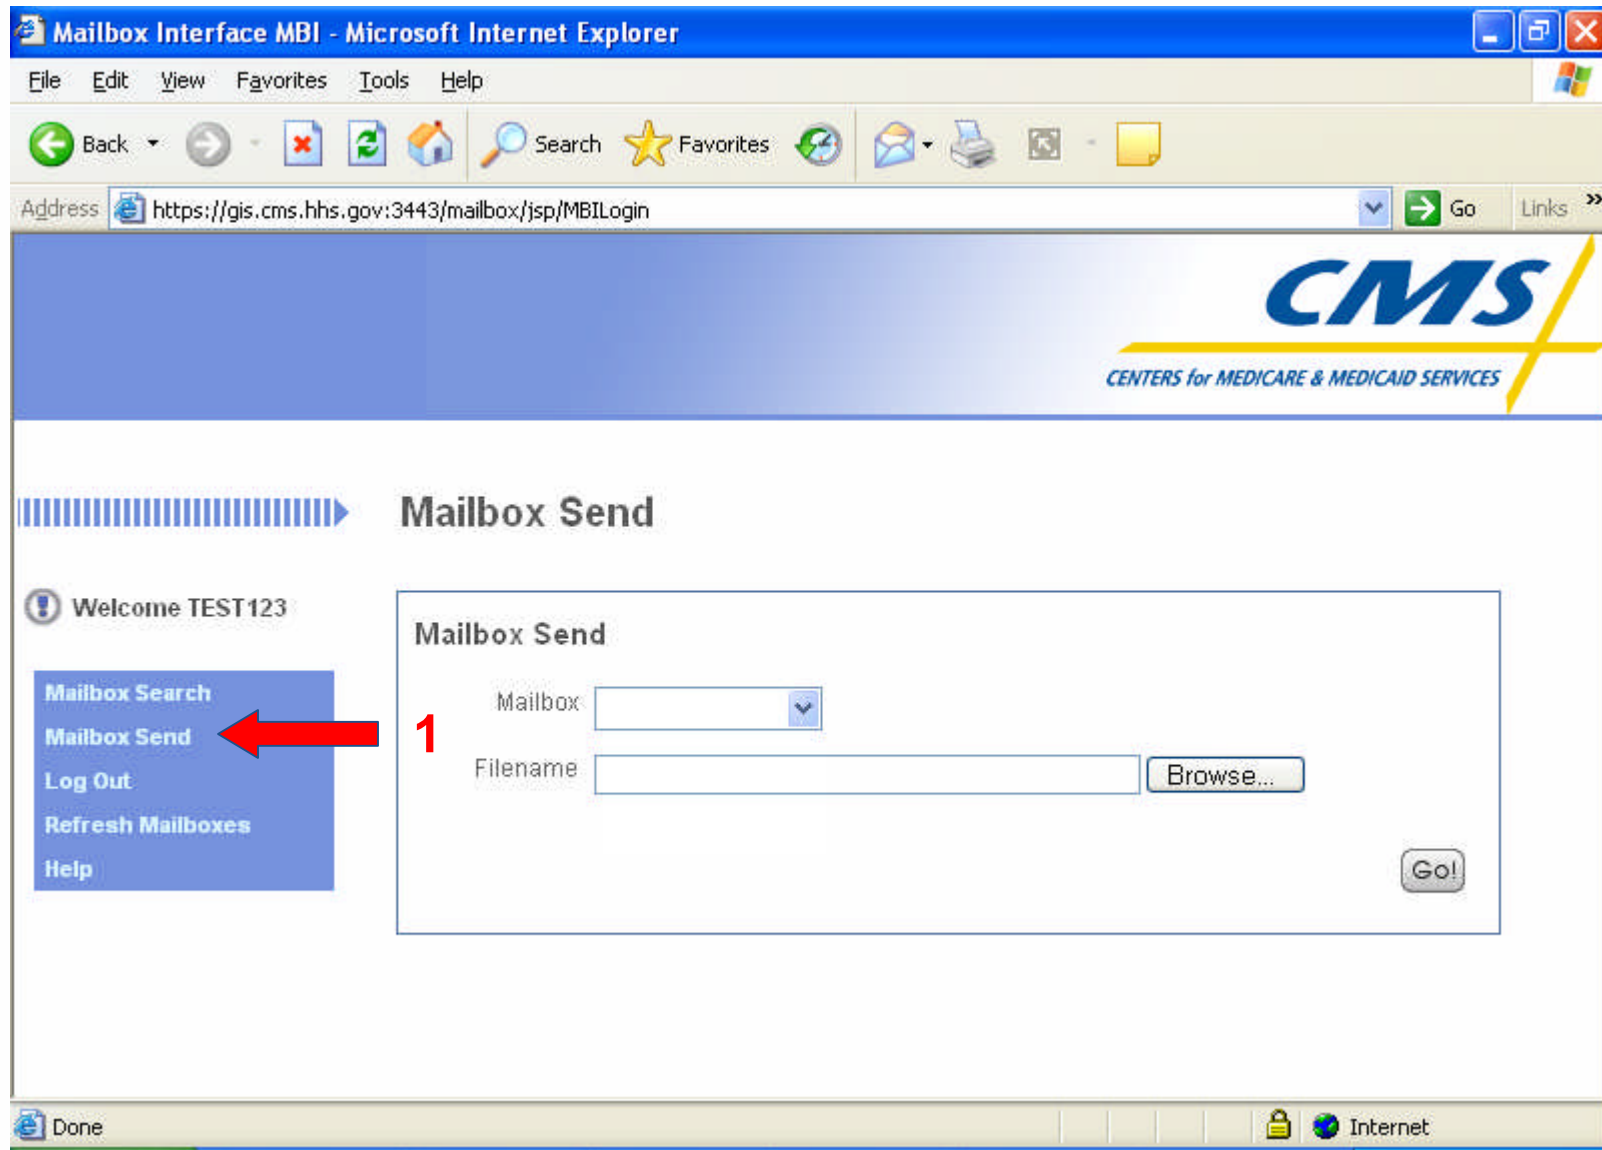 Mailbox Interface MBI - Microsoft Internet Explorer
File Edit View Favorites Tools Help
Back Search Favorites
Address https://gis.cms.hhs.gov:3443/mailbox/jsp/MBILogin Go Links »
CMS
CENTERS for MEDICARE & MEDICAID SERVICES
Mailbox Send
Welcome TEST123
Mailbox Search
Mailbox Send
Log Out
Refresh Mailboxes
Help
1
Mailbox Send
Mailbox
Filename Browse...
Go!
Done Internet